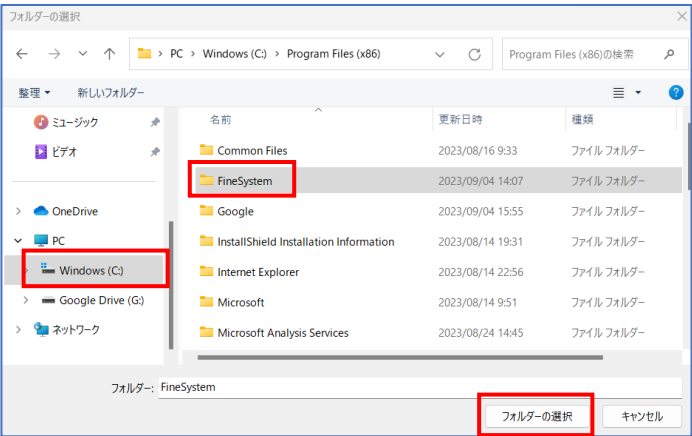 フォルダーの選択
PC > Windows (C:) > Program Files (x86)
Program Files (x86)の検索
整理
新しいフォルダー
ミュージック
ビデオ
OneDrive
PC
Windows (C:)
Google Drive (G:)
ネットワーク
名前 更新日時 種類
Common Files 2023/08/16 9:33 ファイル フォルダー
FineSystem 2023/09/04 14:07 ファイル フォルダー
Google 2023/09/04 15:55 ファイル フォルダー
InstallShield Installation Information 2023/08/14 19:31 ファイル フォルダー
Internet Explorer 2023/08/14 22:56 ファイル フォルダー
Microsoft 2023/08/14 9:51 ファイル フォルダー
Microsoft Analysis Services 2023/08/24 14:45 ファイル フォルダー
フォルダー: FineSystem
フォルダーの選択 キャンセル